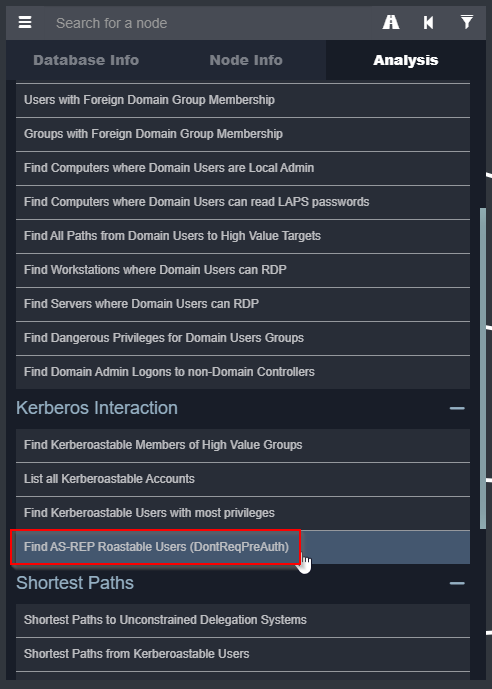 Search for a node
Database Info Node Info Analysis
Users with Foreign Domain Group Membership
Groups with Foreign Domain Group Membership
Find Computers where Domain Users are Local Admin
Find Computers where Domain Users can read LAPS passwords
Find All Paths from Domain Users to High Value Targets
Find Workstations where Domain Users can RDP
Find Servers where Domain Users can RDP
Find Dangerous Privileges for Domain Users Groups
Find Domain Admin Logons to non-Domain Controllers
Kerberos Interaction
Find Kerberoastable Members of High Value Groups
List all Kerberoastable Accounts
Find Kerberoastable Users with most privileges
Find AS-REP Roastable Users (DontReqPreAuth)
Shortest Paths
Shortest Paths to Unconstrained Delegation Systems
Shortest Paths from Kerberoastable Users